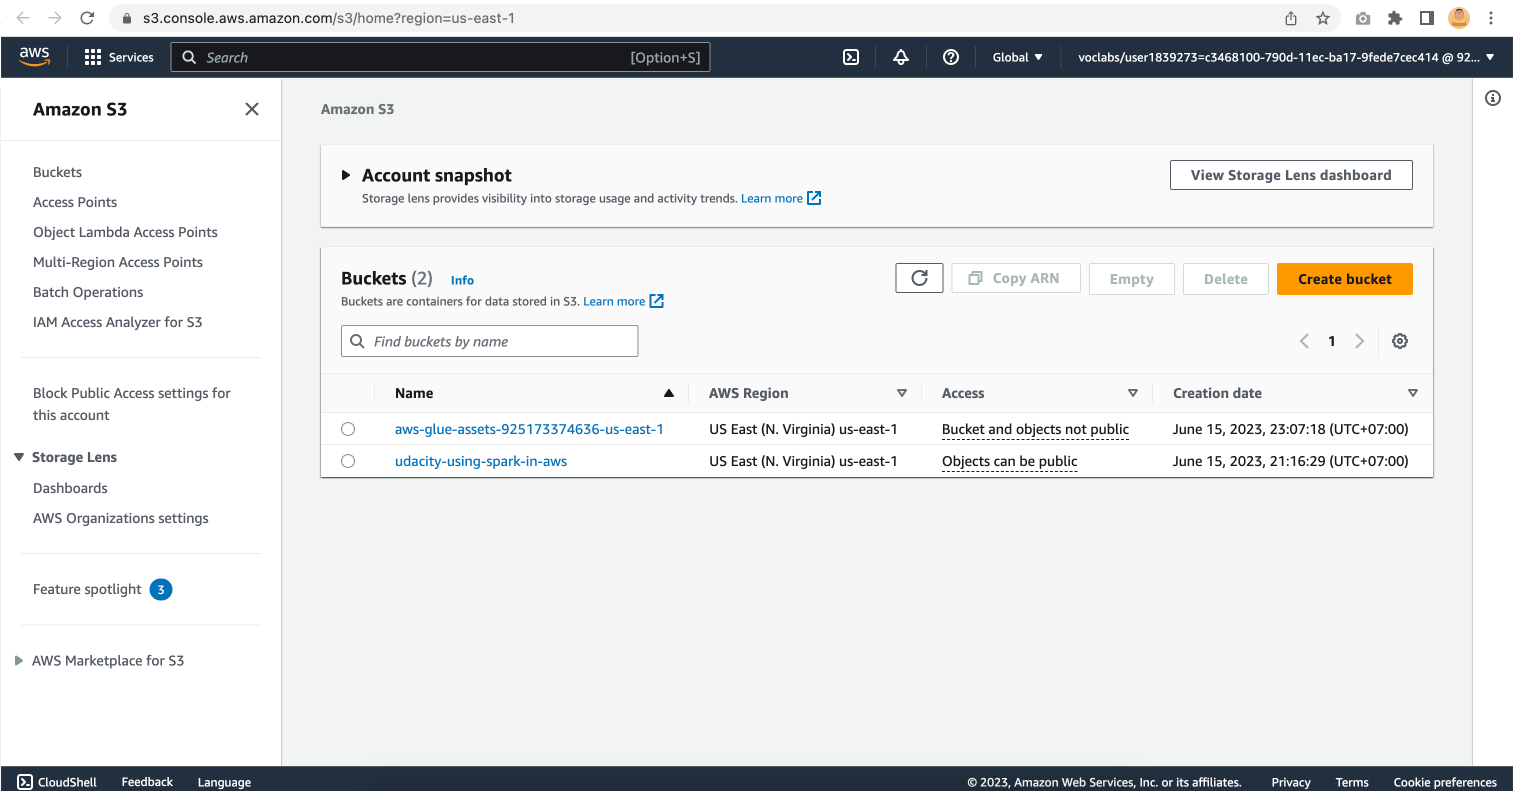 s3.console.aws.amazon.com/s3/home?region=us-east-1
aws
Services
Search
[Option+S]
Global
voclabs/user1839273=c3468100-790d-11ec-ba17-9fede7cec414 @ 92...
Amazon S3
Buckets
Access Points
Object Lambda Access Points
Multi-Region Access Points
Batch Operations
IAM Access Analyzer for S3
Block Public Access settings for
this account
Storage Lens
Dashboards
AWS Organizations settings
Feature spotlight 3
AWS Marketplace for S3
Amazon S3
Account snapshot
Storage lens provides visibility into storage usage and activity trends. Learn more
View Storage Lens dashboard
Buckets (2) Info
Buckets are containers for data stored in S3. Learn more
Copy ARN
Empty
Delete
Create bucket
Find buckets by name
1
Name AWS Region Access Creation date
aws-glue-assets-925173374636-us-east-1 US East (N. Virginia) us-east-1 Bucket and objects not public June 15, 2023, 23:07:18 (UTC+07:00)
udacity-using-spark-in-aws US East (N. Virginia) us-east-1 Objects can be public June 15, 2023, 21:16:29 (UTC+07:00)
CloudShell Feedback Language © 2023, Amazon Web Services, Inc. or its affiliates. Privacy Terms Cookie preferences